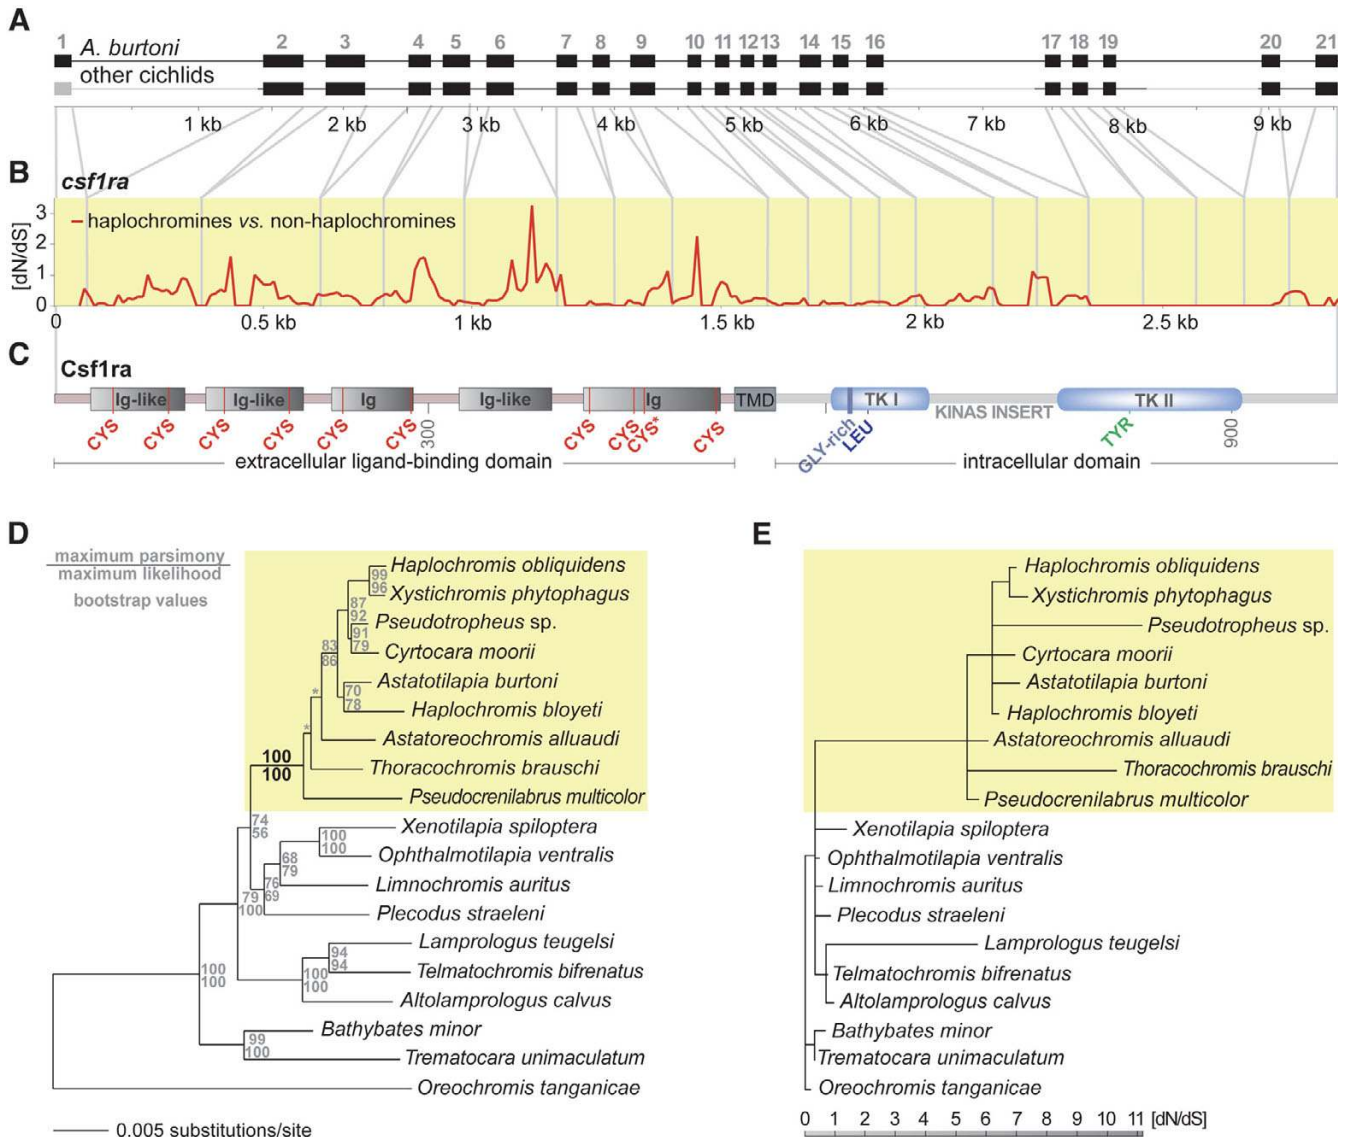 A
1 2 3 4 5 6 7 8 9 10 11 12 13 14 15 16 17 18 19 20 21
A. burtoni
other cichlids
1 kb 2 kb 3 kb 4 kb 5 kb 6 kb 7 kb 8 kb 9 kb
B
csf1ra
haplochromines vs. non-haplochromines
[dN/dS]
3
2
1
0
0 0.5 kb 1 kb 1.5 kb 2 kb 2.5 kb
C
Csf1ra
Ig-like Ig-like Ig Ig-like Ig TMD TK I KINAS INSERT TK II
CYS CYS CYS CYS CYS CYS 300 CYS CYS CYS* CYS GLY-rich LEU TYR 900
extracellular ligand-binding domain
intracellular domain
D
maximum parsimony
maximum likelihood
bootstrap values
Haplochromis obliquidens
99
96
Xystichromis phytophagus
87
92
Pseudotropheus sp.
91
79
Cyrtocara moorii
83
86
Astatotilapia burtoni
70
78
Haplochromis bloyeti
*
Astatoreochromis alluaudi
*
100
100
Thoracochromis brauschi
Pseudocrenilabrus multicolor
74
56
Xenotilapia spiloptera
100
100
Ophthalmotilapia ventralis
68
79
Limnochromis auritus
76
69
79
100
Plecodus straeleni
Lamprologus teugelsi
94
94
Telmatochromis bifrenatus
100
100
100
100
Altolamprologus calvus
Bathybates minor
99
100
Trematocara unimaculatum
Oreochromis tanganicae
0.005 substitutions/site
E
Haplochromis obliquidens
Xystichromis phytophagus
Pseudotropheus sp.
Cyrtocara moorii
Astatotilapia burtoni
Haplochromis bloyeti
Astatoreochromis alluaudi
Thoracochromis brauschi
Pseudocrenilabrus multicolor
Xenotilapia spiloptera
Ophthalmotilapia ventralis
Limnochromis auritus
Plecodus straeleni
Lamprologus teugelsi
Telmatochromis bifrenatus
Altolamprologus calvus
Bathybates minor
Trematocara unimaculatum
Oreochromis tanganicae
0 1 2 3 4 5 6 7 8 9 10 11 [dN/dS]